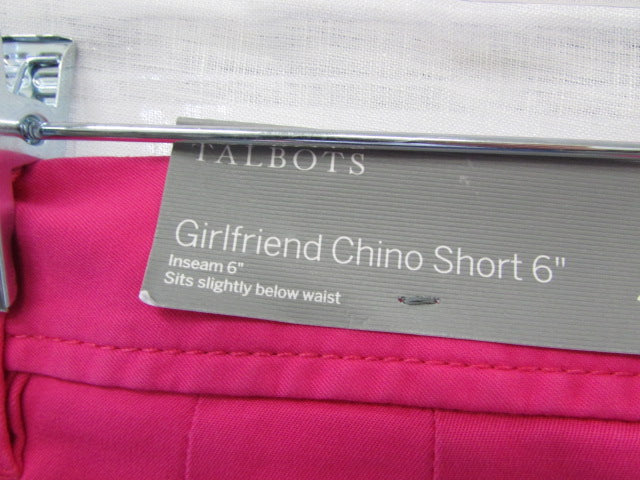 TALBOTS
Girlfriend Chino Short 6"
Inseam 6"
Sits slightly below waist